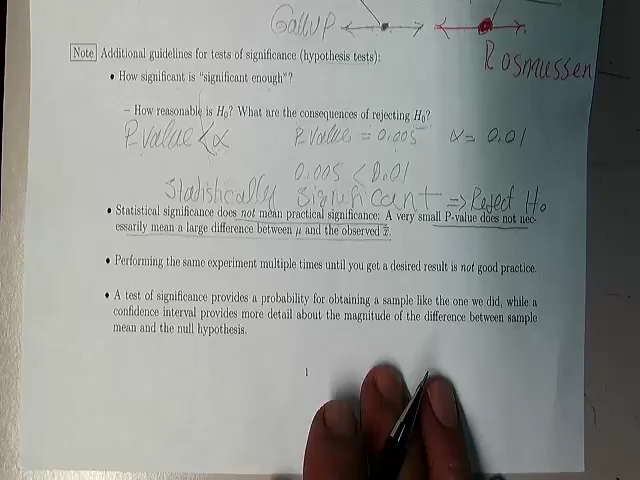 Gallup
Rasmussen
Note Additional guidelines for tests of significance (hypothesis tests):
• How significant is “significant enough”?
– How reasonable is H₀? What are the consequences of rejecting H₀?
P value < α P value = 0.005 α = 0.01
0.005 < 0.01
Statistically Significant ⇒ Reject H₀
• Statistical significance does not mean practical significance: A very small P-value does not nec-
essarily mean a large difference between μ and the observed x̄.
• Performing the same experiment multiple times until you get a desired result is not good practice.
• A test of significance provides a probability for obtaining a sample like the one we did, while a
confidence interval provides more detail about the magnitude of the difference between sample
mean and the null hypothesis.
1